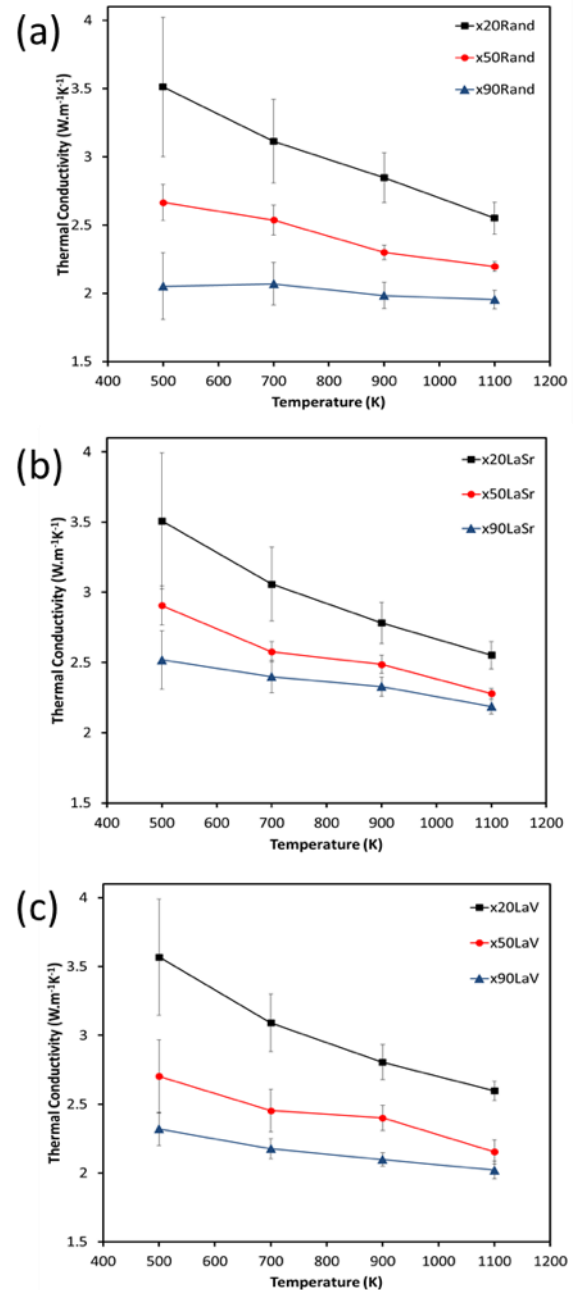 (a)
x20Rand
x50Rand
x90Rand
Thermal Conductivity (W.m⁻¹K⁻¹)
4
3.5
3
2.5
2
1.5
400 500 600 700 800 900 1000 1100 1200
Temperature (K)
(b)
x20LaSr
x50LaSr
x90LaSr
Thermal Conductivity (W.m⁻¹K⁻¹)
4
3.5
3
2.5
2
1.5
400 500 600 700 800 900 1000 1100 1200
Temperature (K)
(c)
x20LaV
x50LaV
x90LaV
Thermal Conductivity (W.m⁻¹K⁻¹)
4
3.5
3
2.5
2
1.5
400 500 600 700 800 900 1000 1100 1200
Temperature (K)